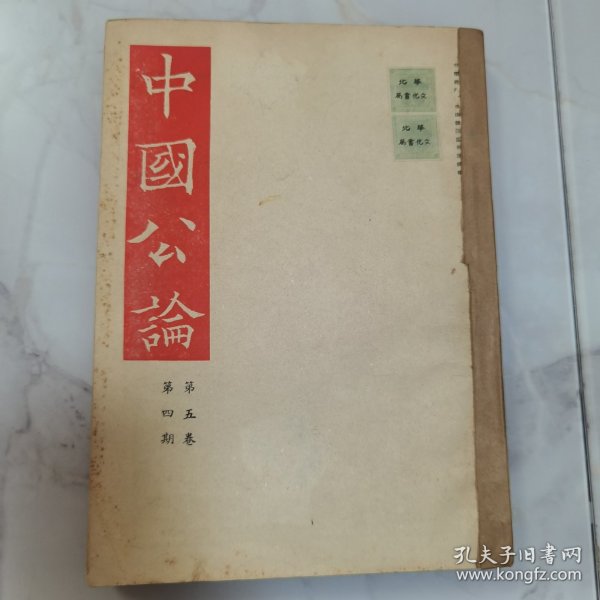 中國公論
第五卷
第四期
華北
文化書局
華北
文化書局
孔夫子旧书网
www.kongfz.com